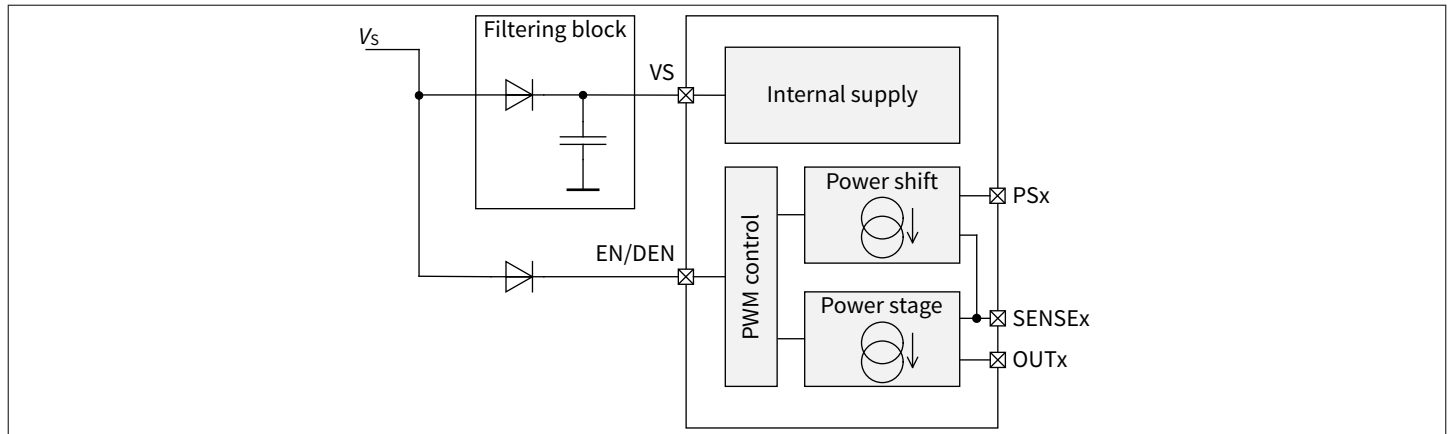 Filtering block
VS
VS
Internal supply
Power shift
PSx
EN/DEN
PWM control
Power stage
SENSEx
OUTx